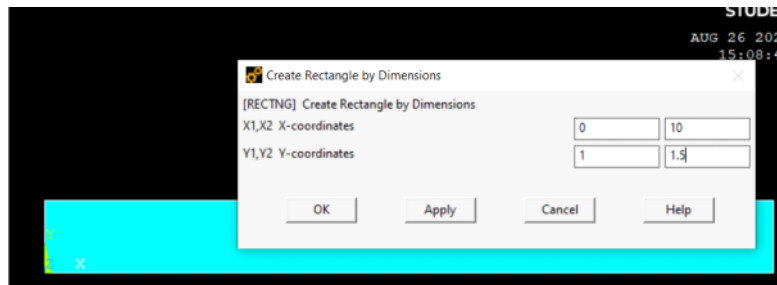 STUDE
AUG 26 202
15:08:4
Create Rectangle by Dimensions
[RECTNG] Create Rectangle by Dimensions
X1,X2 X-coordinates 0 10
Y1,Y2 Y-coordinates 1 1.5
OK Apply Cancel Help
Y
Z X